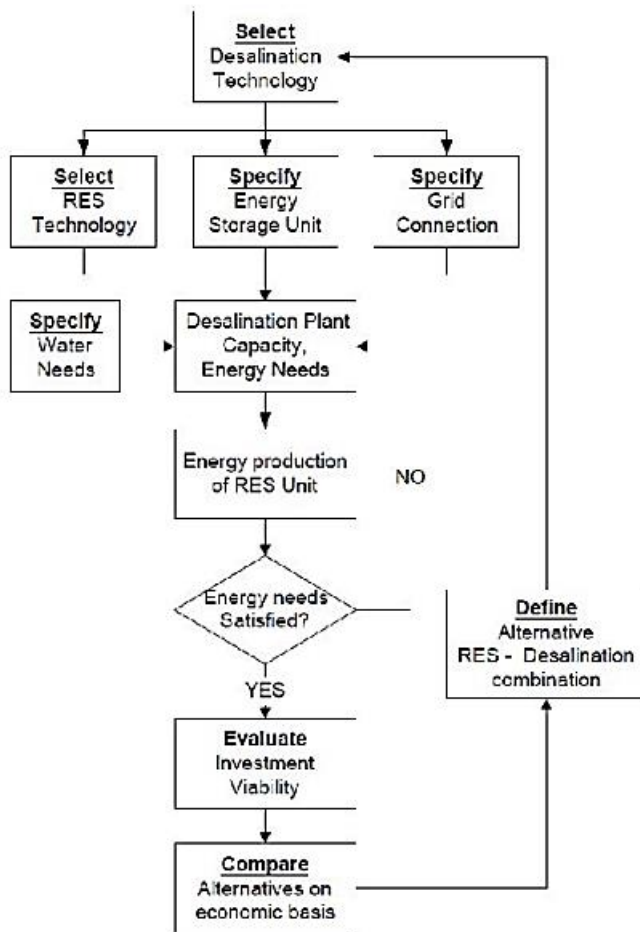 Select
Desalination
Technology
Select
RES
Technology
Specify
Energy
Storage Unit
Specify
Grid
Connection
Specify
Water
Needs
Desalination Plant
Capacity,
Energy Needs
Energy production
of RES Unit
NO
Energy needs
Satisfied?
Define
Alternative
RES - Desalination
combination
YES
Evaluate
Investment
Viability
Compare
Alternatives on
economic basis